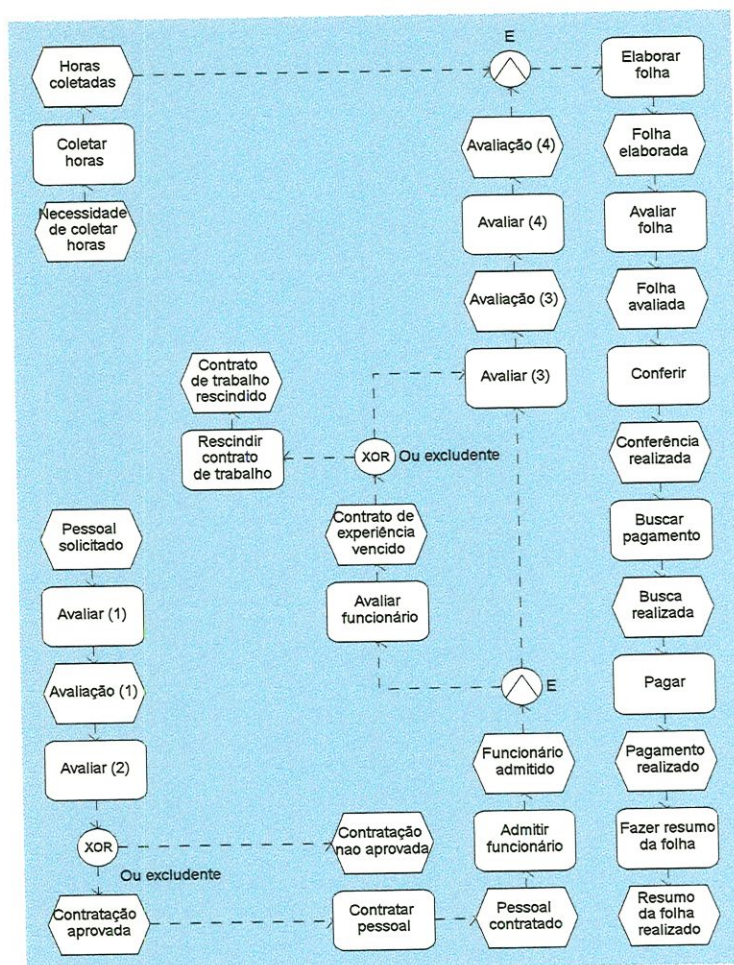 E
Horas
coletadas
Elaborar
folha
Coletar
horas
Avaliação (4)
Folha
elaborada
Necessidade
de coletar
horas
Avaliar (4)
Avaliar
folha
Avaliação (3)
Folha
avaliada
Contrato
de trabalho
rescindido
Avaliar (3)
Conferir
Rescindir
contrato
de trabalho
XOR
Ou excludente
Conferência
realizada
Pessoal
solicitado
Contrato de
experiência
vencido
Buscar
pagamento
Avaliar (1)
Avaliar
funcionário
Busca
realizada
Avaliação (1)
E
Pagar
Avaliar (2)
Funcionário
admitido
Pagamento
realizado
XOR
Ou excludente
Contratação
nao aprovada
Admitir
funcionário
Fazer resumo
da folha
Contratação
aprovada
Contratar
pessoal
Pessoal
contratado
Resumo
da folha
realizado